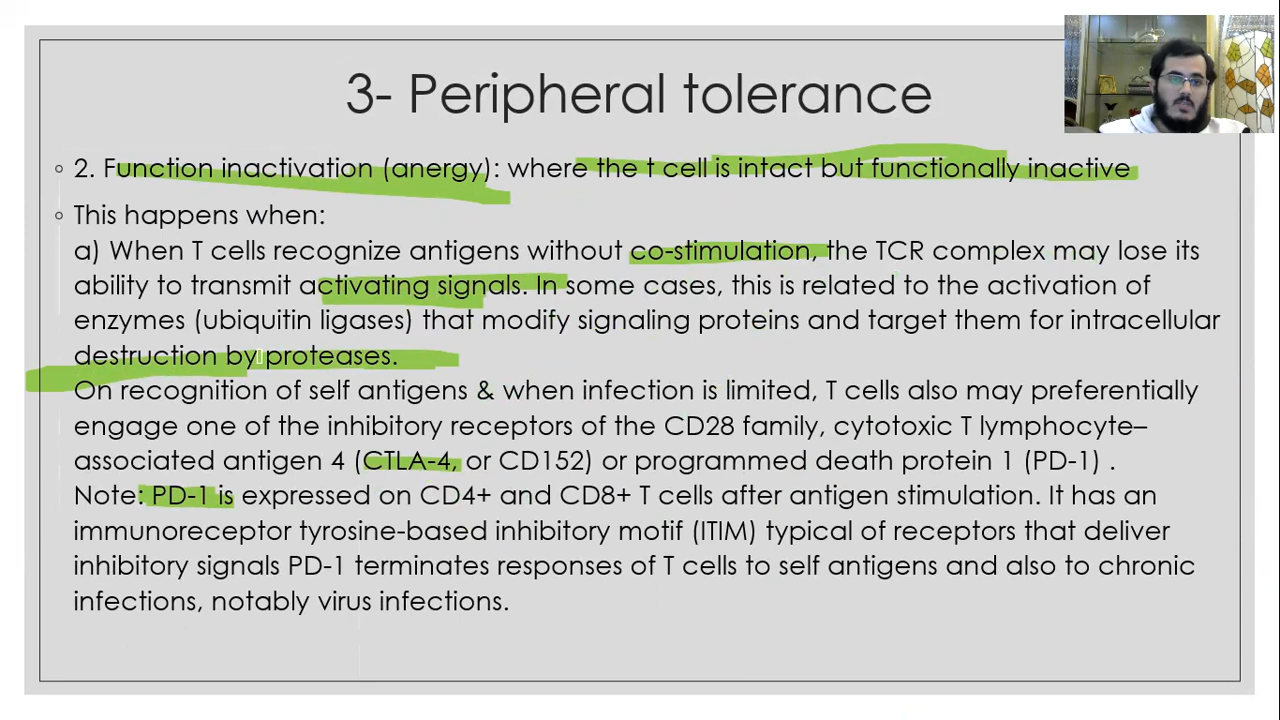 3- Peripheral tolerance
◦ 2. Function inactivation (anergy): where the t cell is intact but functionally inactive
◦ This happens when:
a) When T cells recognize antigens without co-stimulation, the TCR complex may lose its
ability to transmit activating signals. In some cases, this is related to the activation of
enzymes (ubiquitin ligases) that modify signaling proteins and target them for intracellular
destruction by proteases.
On recognition of self antigens & when infection is limited, T cells also may preferentially
engage one of the inhibitory receptors of the CD28 family, cytotoxic T lymphocyte–
associated antigen 4 (CTLA-4, or CD152) or programmed death protein 1 (PD-1) .
Note: PD-1 is expressed on CD4+ and CD8+ T cells after antigen stimulation. It has an
immunoreceptor tyrosine-based inhibitory motif (ITIM) typical of receptors that deliver
inhibitory signals PD-1 terminates responses of T cells to self antigens and also to chronic
infections, notably virus infections.